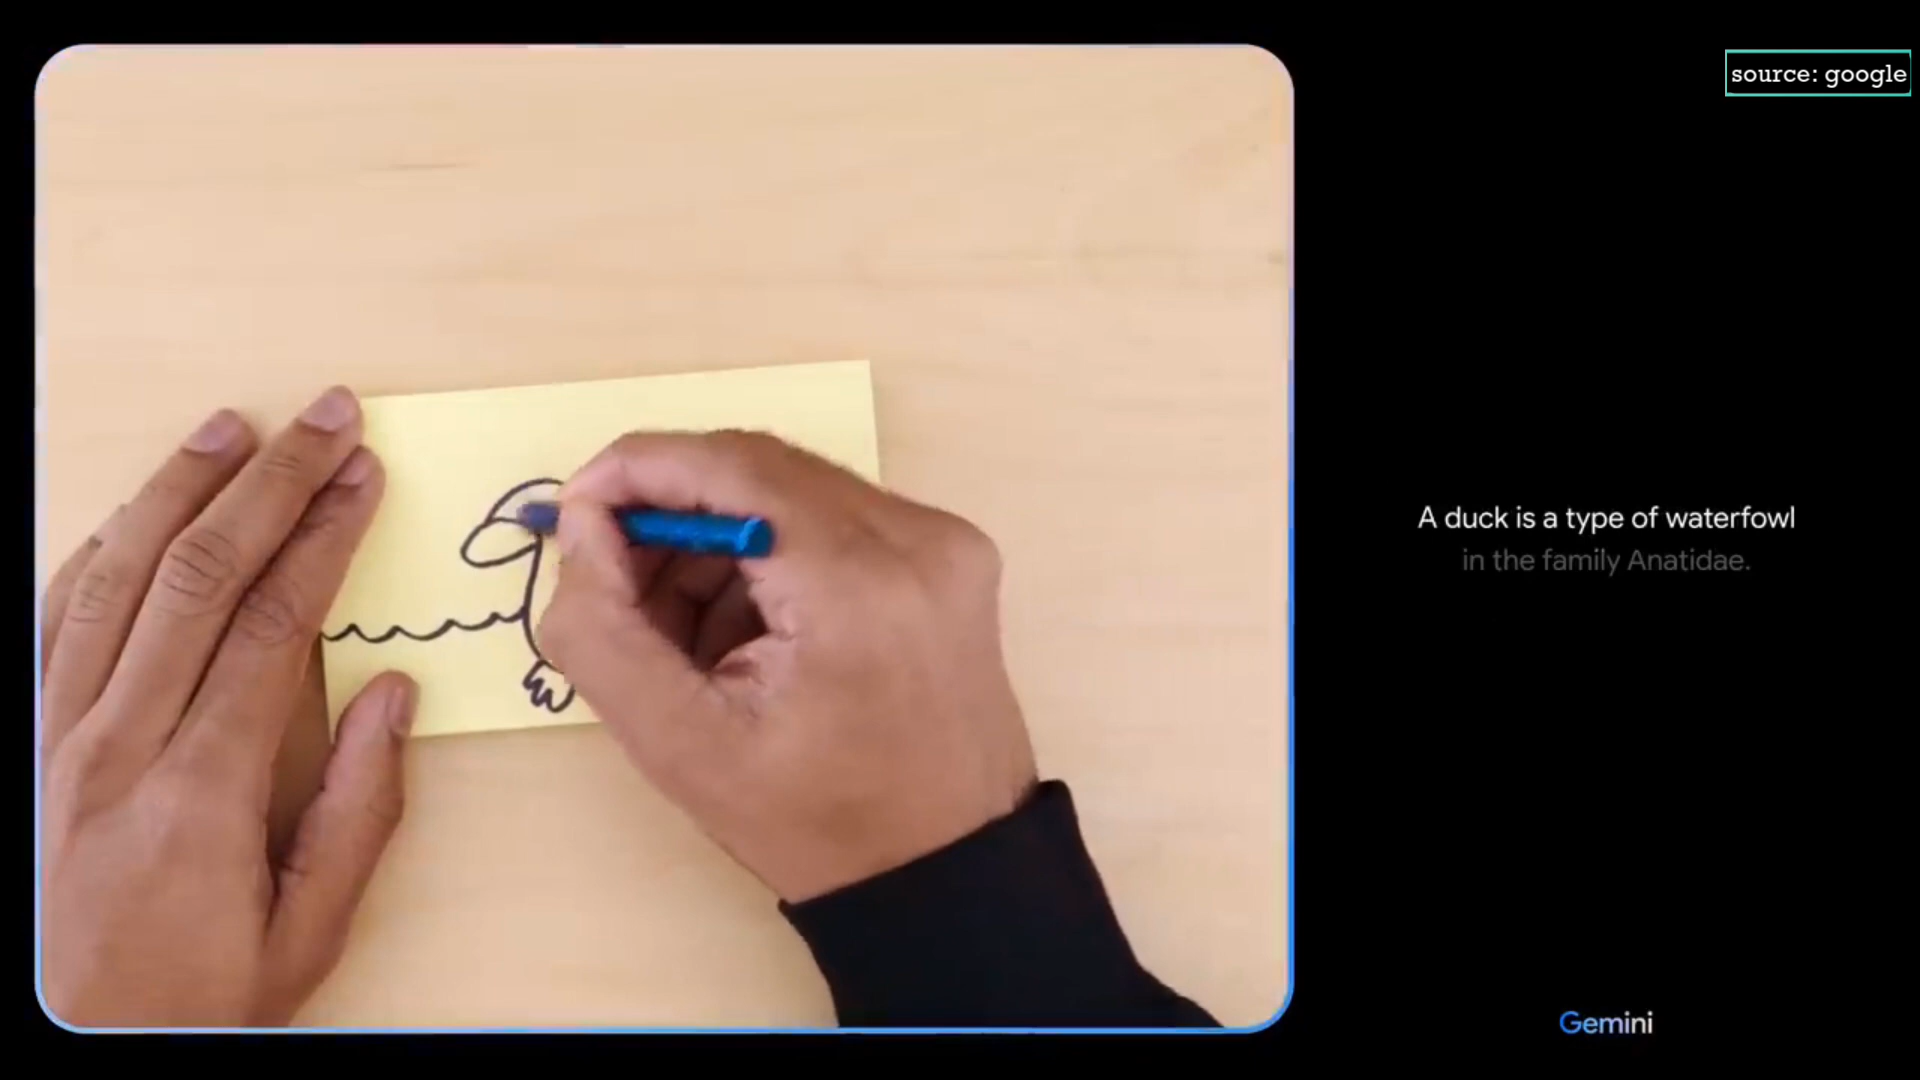 source: google
A duck is a type of waterfowl
in the family Anatidae.
Gemini